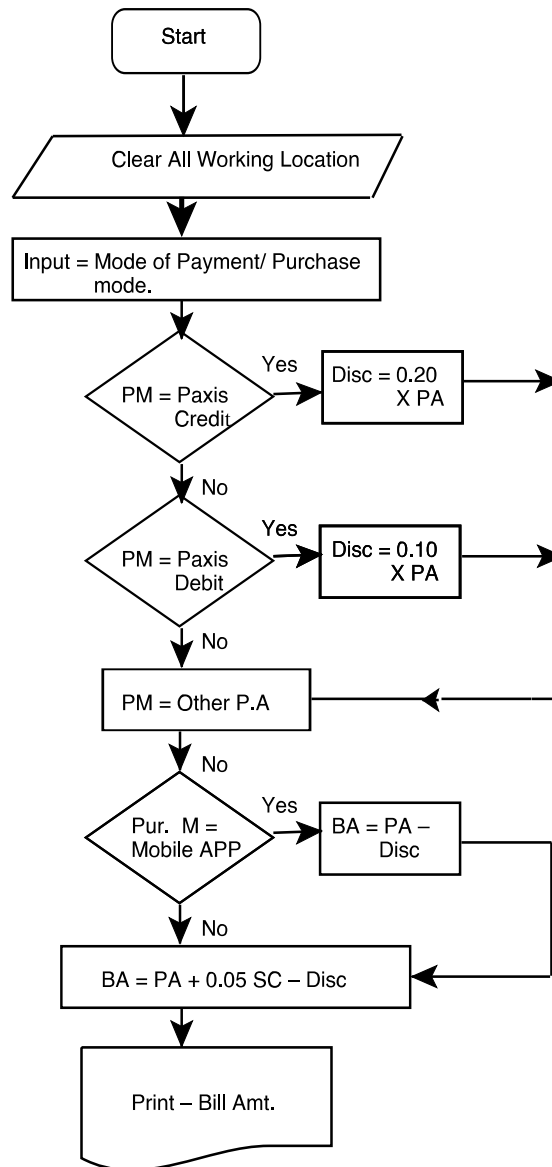 Start
Clear All Working Location
Input = Mode of Payment/ Purchase
mode.
PM = Paxis
Credit
Yes
Disc = 0.20
X PA
No
PM = Paxis
Debit
Yes
Disc = 0.10
X PA
No
PM = Other P.A
No
Pur. M =
Mobile APP
Yes
BA = PA –
Disc
No
BA = PA + 0.05 SC – Disc
Print – Bill Amt.